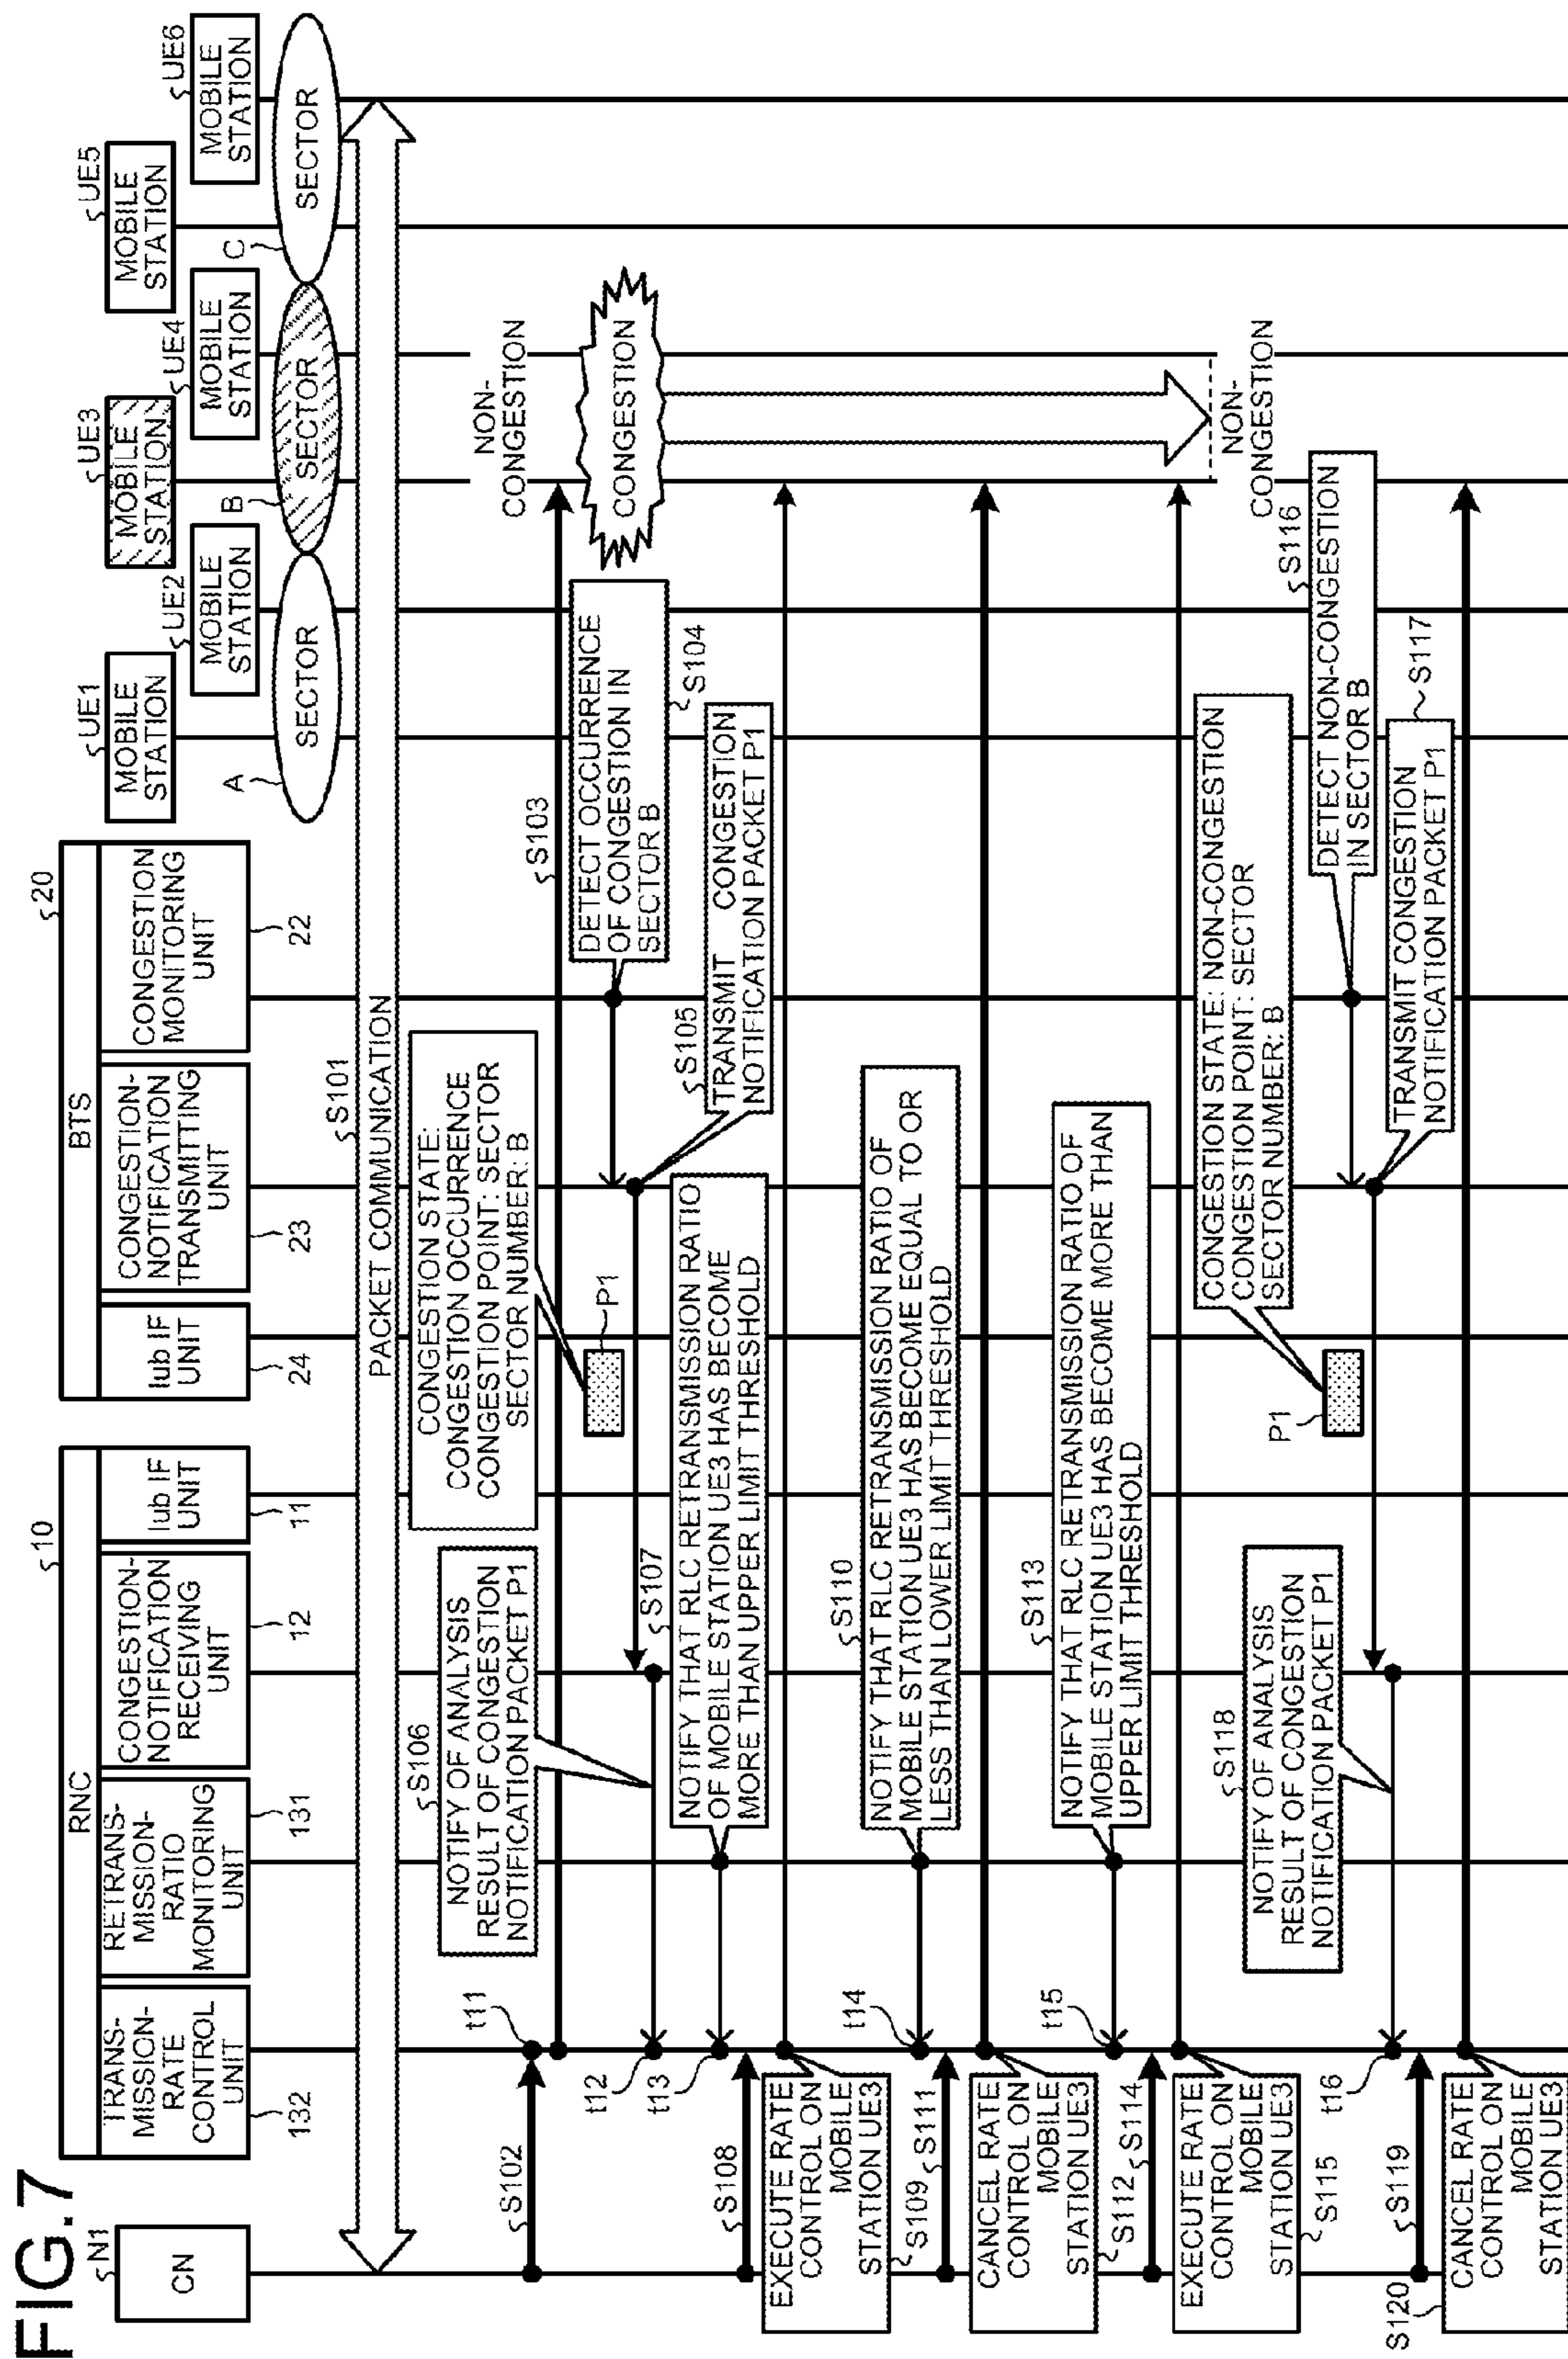 FIG.7
N1
CN
10
RNC
TRANS-
MISSION-
RATE
CONTROL
UNIT
132
RETRANS-
MISSION-
RATIO
MONITORING
UNIT
131
CONGESTION-
NOTIFICATION
RECEIVING
UNIT
12
Iub IF
UNIT
11
20
BTS
Iub IF
UNIT
24
CONGESTION-
NOTIFICATION
TRANSMITTING
UNIT
23
CONGESTION
MONITORING
UNIT
22
UE1
MOBILE
STATION
UE2
MOBILE
STATION
UE3
MOBILE
STATION
UE4
MOBILE
STATION
UE5
MOBILE
STATION
UE6
MOBILE
STATION
A
SECTOR
B
SECTOR
C
SECTOR
S101
PACKET COMMUNICATION
S102
t11
S103
NON-
CONGESTION
CONGESTION
DETECT OCCURRENCE
OF CONGESTION IN
SECTOR B
S104
CONGESTION STATE:
CONGESTION OCCURRENCE
CONGESTION POINT: SECTOR
SECTOR NUMBER: B
P1
S105
TRANSMIT CONGESTION
NOTIFICATION PACKET P1
S106
NOTIFY OF ANALYSIS
RESULT OF CONGESTION
NOTIFICATION PACKET P1
t12
S107
NOTIFY THAT RLC RETRANSMISSION RATIO
OF MOBILE STATION UE3 HAS BECOME
MORE THAN UPPER LIMIT THRESHOLD
t13
S108
EXECUTE RATE
CONTROL ON
MOBILE
STATION UE3
S109
S110
NOTIFY THAT RLC RETRANSMISSION RATIO OF
MOBILE STATION UE3 HAS BECOME EQUAL TO OR
LESS THAN LOWER LIMIT THRESHOLD
t14
S111
CANCEL RATE
CONTROL ON
MOBILE
STATION UE3
S112
S113
NOTIFY THAT RLC RETRANSMISSION RATIO OF
MOBILE STATION UE3 HAS BECOME MORE THAN
UPPER LIMIT THRESHOLD
t15
S114
EXECUTE RATE
CONTROL ON
MOBILE
STATION UE3
S115
NON-
CONGESTION
S116
DETECT NON-CONGESTION
IN SECTOR B
CONGESTION STATE: NON-CONGESTION
CONGESTION POINT: SECTOR
SECTOR NUMBER: B
P1
S117
TRANSMIT CONGESTION
NOTIFICATION PACKET P1
S118
NOTIFY OF ANALYSIS
RESULT OF CONGESTION
NOTIFICATION PACKET P1
t16
S119
S120
CANCEL RATE
CONTROL ON
MOBILE
STATION UE3